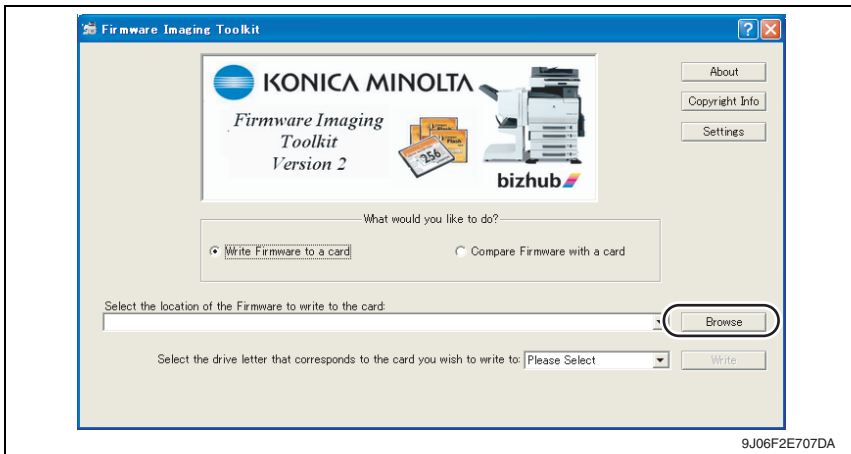 Firmware Imaging Toolkit
KONICA MINOLTA
Firmware Imaging
Toolkit
Version 2
256
Flash
bizhub
About
Copyright Info
Settings
What would you like to do?
Write Firmware to a card
Compare Firmware with a card
Select the location of the Firmware to write to the card:
Browse
Select the drive letter that corresponds to the card you wish to write to: Please Select
Write
9J06F2E707DA